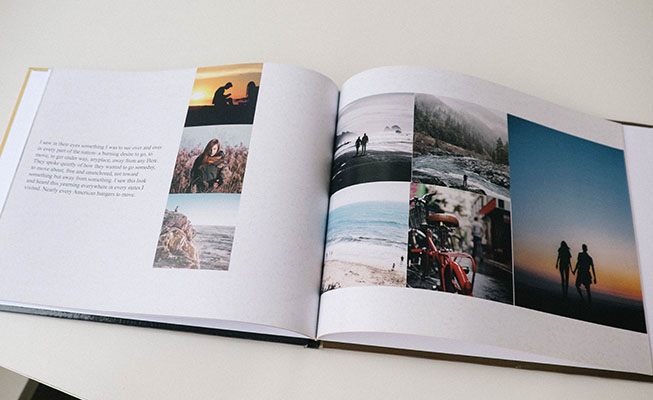 I saw in their eyes something I was to see over and over
in every part of the nation- a burning desire to go, to
move, to get under way, anyplace, away from any Here.
They spoke quietly of how they wanted to go someday,
to move about, free and unanchored, not toward
something but away from something. I saw this look
and heard this yearning everywhere in every states I
visited. Nearly every American hungers to move.